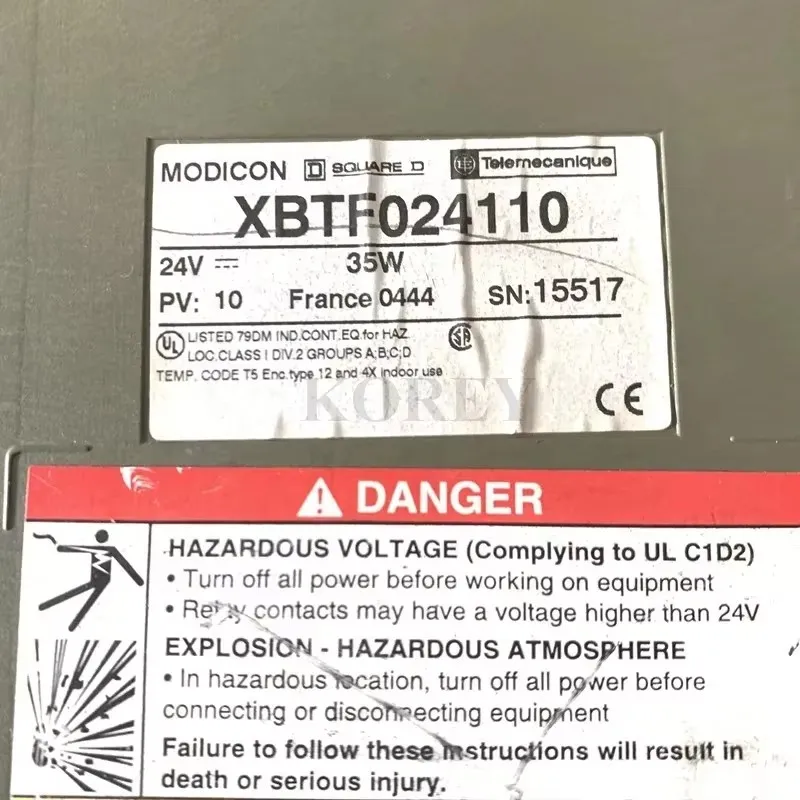 MODICON D SQUARE D TE Telemecanique
XBTF024110
24V 35W
PV: 10 France 0444 SN: 15517
UL LISTED 79DM IND.CONT.EQ.for HAZ.
LOC.CLASS I DIV.2 GROUPS A,B,C,D
TEMP. CODE T5 Enc.type 12 and 4X indoor use
KOREY
CE
DANGER
HAZARDOUS VOLTAGE (Complying to UL C1D2)
• Turn off all power before working on equipment
• Relay contacts may have a voltage higher than 24V
EXPLOSION - HAZARDOUS ATMOSPHERE
• In hazardous location, turn off all power before
connecting or disconnecting equipment
Failure to follow these instructions will result in
death or serious injury.